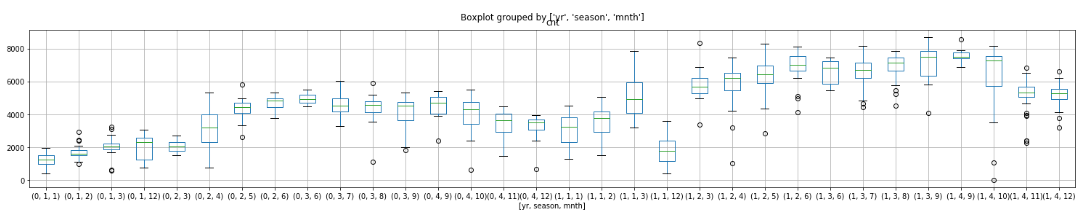 Boxplot grouped by ['yr', 'season', 'mnth']
cnt
8000
6000
4000
2000
0
(0, 1, 1) (0, 1, 2) (0, 1, 3) (0, 1, 12) (0, 2, 3) (0, 2, 4) (0, 2, 5) (0, 2, 6) (0, 3, 6) (0, 3, 7) (0, 3, 8) (0, 3, 9) (0, 4, 9) (0, 4, 10) (0, 4, 11) (0, 4, 12) (1, 1, 1) (1, 1, 2) (1, 1, 3) (1, 1, 12) (1, 2, 3) (1, 2, 4) (1, 2, 5) (1, 2, 6) (1, 3, 6) (1, 3, 7) (1, 3, 8) (1, 3, 9) (1, 4, 9) (1, 4, 10) (1, 4, 11) (1, 4, 12)
[yr, season, mnth]